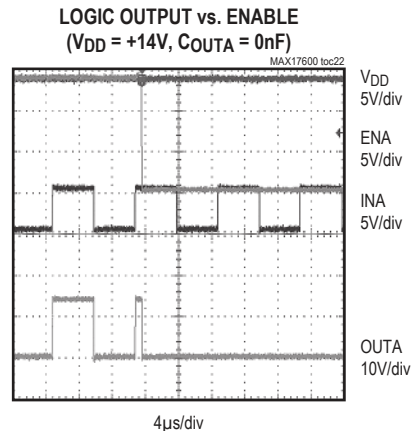 LOGIC OUTPUT vs. ENABLE
(VDD = +14V, COUTA = 0nF)
MAX17600 toc22
VDD
5V/div
ENA
5V/div
INA
5V/div
OUTA
10V/div
4µs/div